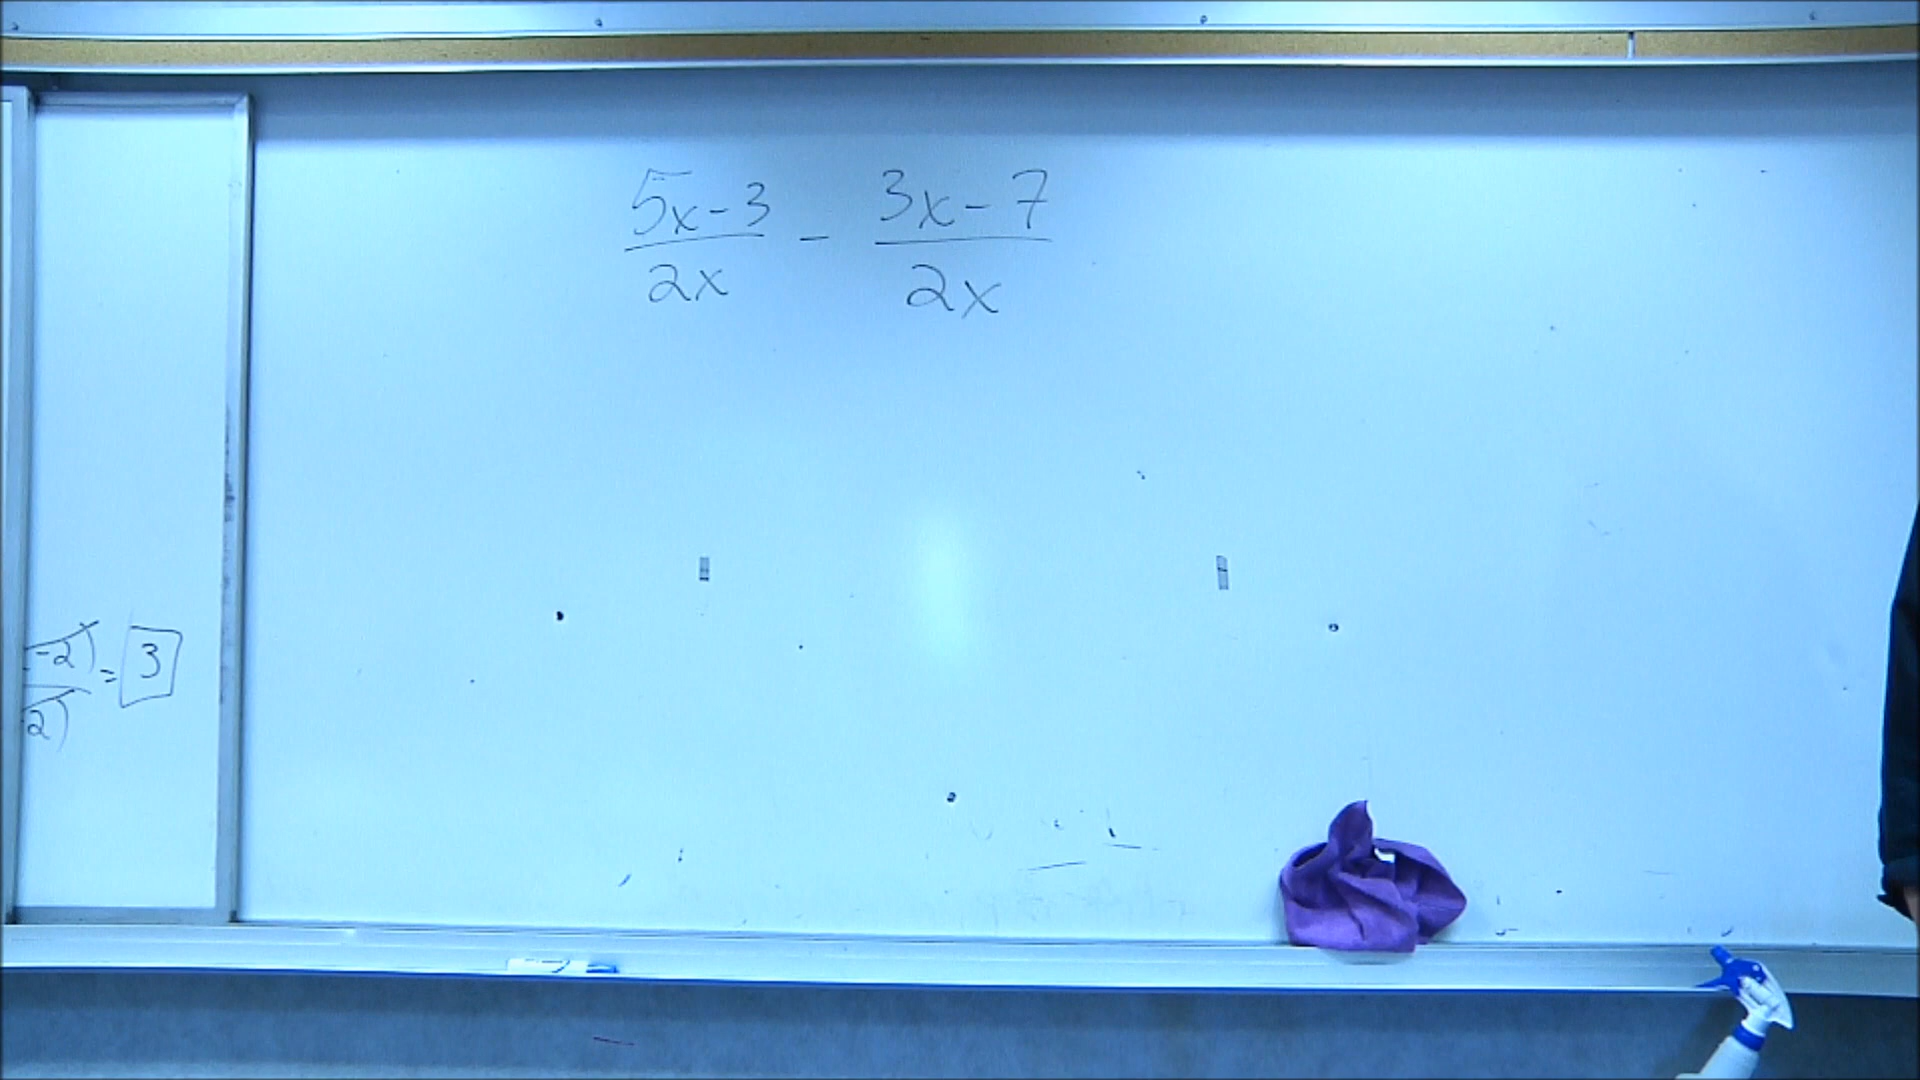 5x-3 / 2x - 3x-7 / 2x
-2) / 2) = 3